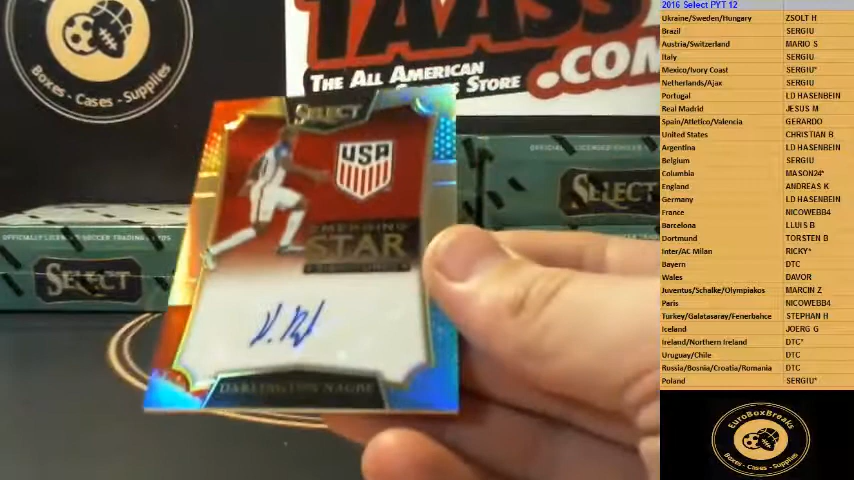 TAASS
THE ALL AMERICAN
SPORTS STORE
.COM
Boxes - Cases - Supplies
SELECT
USA
EMERGING
STAR
DARLINGTON NAGBE
SELECT
SELECT
2016 Select PYT 12
Ukraine/Sweden/Hungary ZSOLT H
Brazil SERGIU
Austria/Switzerland MARIO S
Italy SERGIU
Mexico/Ivory Coast SERGIU*
Netherlands/Ajax SERGIU
Portugal LD HASENBEIN
Real Madrid JESUS M
Spain/Atletico/Valencia GERARDO
United States CHRISTIAN B
Argentina LD HASENBEIN
Belgium SERGIU
Columbia MASON24*
England ANDREAS K
Germany LD HASENBEIN
France NICOWEBB4
Barcelona LLUIS B
Dortmund TORSTEN B
Inter/AC Milan RICKY*
Bayern DTC
Wales DAVOR
Juventus/Schalke/Olympiakos MARCIN Z
Paris NICOWEBB4
Turkey/Galatasaray/Fenerbahce STEPHAN H
Iceland JOERG G
Ireland/Northern Ireland DTC*
Uruguay/Chile DTC
Russia/Bosnia/Croatia/Romania DTC
Poland SERGIU*
EuroBoxBreaks
Boxes - Cases - Supplies